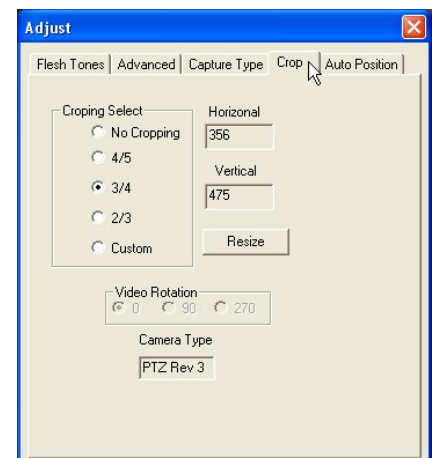 Adjust
Flesh Tones Advanced Capture Type Crop Auto Position
Croping Select
No Cropping
4/5
3/4
2/3
Custom
Horizonal
356
Vertical
475
Resize
Video Rotation
0 90 270
Camera Type
PTZ Rev 3